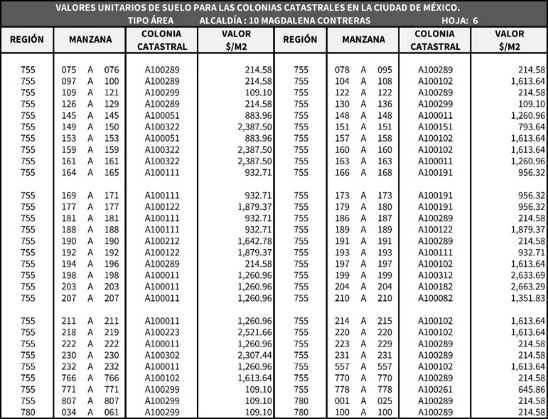 VALORES UNITARIOS DE SUELO PARA LAS COLONIAS CATASTRALES EN LA CIUDAD DE MÉXICO.
TIPO ÁREA ALCALDÍA : 10 MAGDALENA CONTRERAS HOJA: 6
REGIÓN MANZANA COLONIA CATASTRAL VALOR $/M2 REGIÓN MANZANA COLONIA CATASTRAL VALOR $/M2
755 075 A 076 A100289 214.58 755 078 A 095 A100289 214.58
755 097 A 100 A100289 214.58 755 104 A 108 A100102 1,613.64
755 109 A 121 A100299 109.10 755 122 A 122 A100289 214.58
755 126 A 129 A100289 214.58 755 130 A 136 A100299 109.10
755 145 A 145 A100051 883.96 755 148 A 148 A100011 1,260.96
755 149 A 150 A100322 2,387.50 755 151 A 151 A100151 793.64
755 153 A 153 A100051 883.96 755 157 A 158 A100102 1,613.64
755 159 A 159 A100322 2,387.50 755 160 A 160 A100102 1,613.64
755 161 A 161 A100322 2,387.50 755 163 A 163 A100011 1,260.96
755 164 A 165 A100111 932.71 755 166 A 168 A100191 956.32
755 169 A 171 A100111 932.71 755 173 A 173 A100191 956.32
755 177 A 177 A100122 1,879.37 755 179 A 180 A100191 956.32
755 181 A 181 A100111 932.71 755 186 A 187 A100289 214.58
755 188 A 188 A100111 932.71 755 189 A 189 A100122 1,879.37
755 190 A 190 A100212 1,642.78 755 191 A 191 A100289 214.58
755 192 A 192 A100122 1,879.37 755 193 A 193 A100111 932.71
755 194 A 196 A100289 214.58 755 197 A 197 A100102 1,613.64
755 198 A 198 A100011 1,260.96 755 199 A 199 A100312 2,633.69
755 203 A 203 A100011 1,260.96 755 204 A 204 A100182 2,663.29
755 207 A 207 A100011 1,260.96 755 210 A 210 A100082 1,351.83
755 211 A 211 A100011 1,260.96 755 214 A 215 A100102 1,613.64
755 218 A 219 A100223 2,521.66 755 220 A 220 A100102 1,613.64
755 222 A 222 A100011 1,260.96 755 223 A 229 A100289 214.58
755 230 A 230 A100302 2,307.44 755 231 A 231 A100289 214.58
755 232 A 232 A100011 1,260.96 755 557 A 557 A100102 1,613.64
755 766 A 766 A100102 1,613.64 755 770 A 770 A100289 214.58
755 771 A 771 A100299 109.10 755 778 A 778 A100261 645.86
755 807 A 807 A100299 109.10 780 001 A 025 A100289 214.58
780 034 A 061 A100299 109.10 780 100 A 100 A100289 214.58